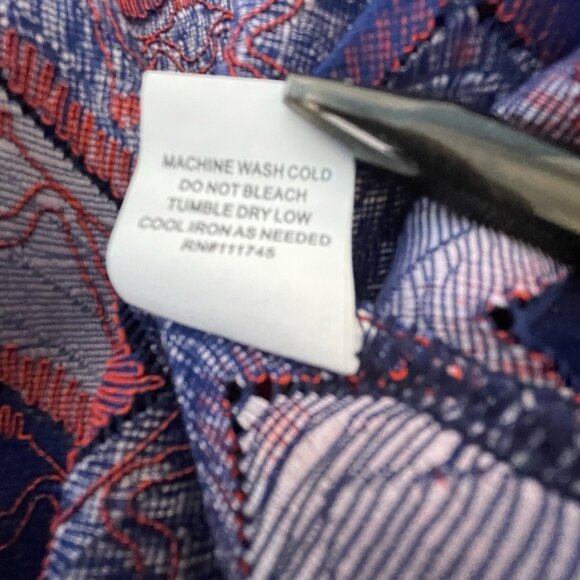 MACHINE WASH COLD
DO NOT BLEACH
TUMBLE DRY LOW
COOL IRON AS NEEDED
RN#111745